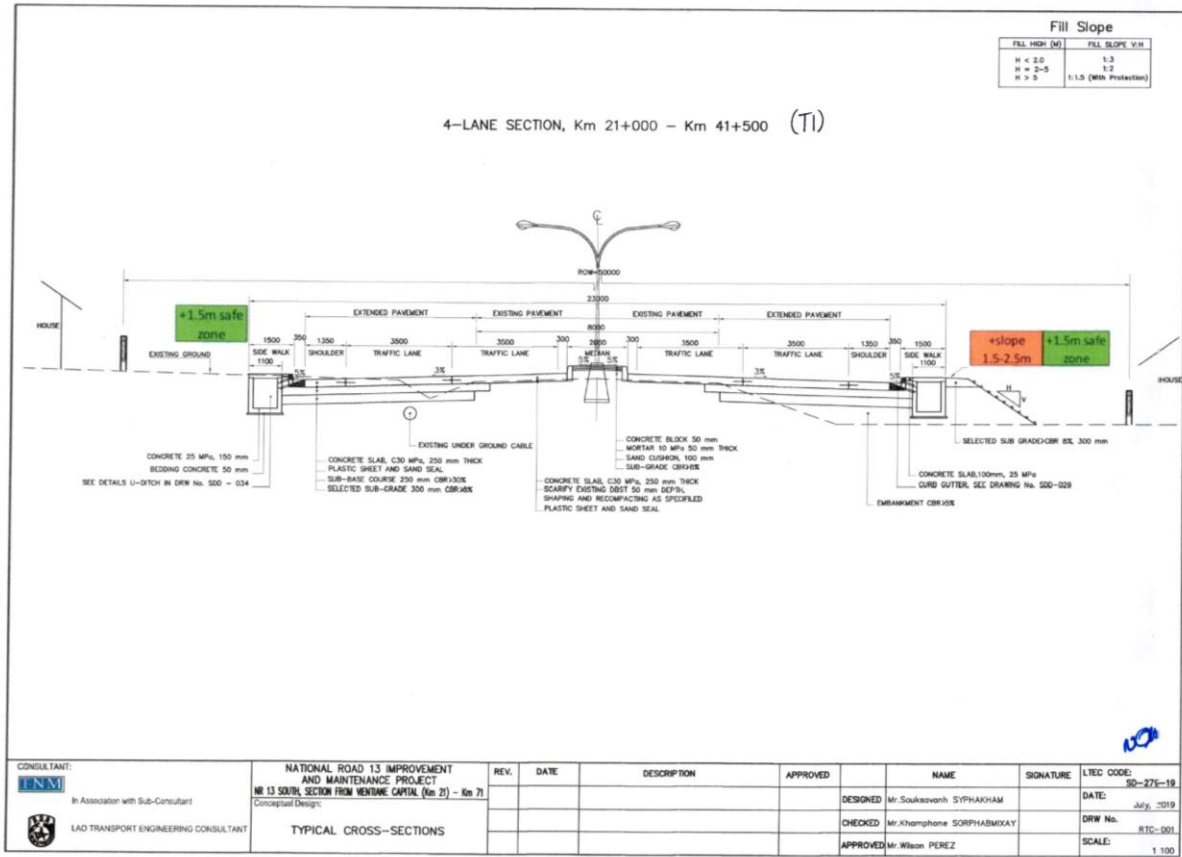 Fill Slope
FILL HIGH (M) FILL SLOPE V:H
H < 2.0 1:3
H = 2-5 1:2
H > 5 1:1.5 (With Protection)
4-LANE SECTION, Km 21+000 - Km 41+500 (T1)
℄
ROW=50000
23000
+1.5m safe zone
EXTENDED PAVEMENT EXISTING PAVEMENT EXISTING PAVEMENT EXTENDED PAVEMENT
8000
HOUSE
1500 350 1350 3500 3500 300 2000 300 3500 3500 1350 350 1500
EXISTING GROUND
SIDE WALK SHOULDER TRAFFIC LANE TRAFFIC LANE MEDIAN TRAFFIC LANE TRAFFIC LANE SHOULDER SIDE WALK
+slope 1.5-2.5m
+1.5m safe zone
1100 1100
5% 3% 5% 5% 3% 5%
HOUSE
H
V
EXISTING UNDER GROUND CABLE
CONCRETE 25 MPa, 150 mm
BEDDING CONCRETE 50 mm
SEE DETAILS U-DITCH IN DRW No. SDD - 034
CONCRETE SLAB, C30 MPa, 250 mm THICK
PLASTIC SHEET AND SAND SEAL
SUB-BASE COURSE 250 mm CBR>30%
SELECTED SUB-GRADE 300 mm CBR>8%
CONCRETE BLOCK 50 mm
MORTAR 10 MPa 50 mm THICK
SAND CUSHION, 100 mm
SUB-GRADE CBR>8%
CONCRETE SLAB, C30 MPa, 250 mm THICK
SCARIFY EXISTING DBST 50 mm DEPTH,
SHAPING AND RECOMPACTING AS SPECIFILED
PLASTIC SHEET AND SAND SEAL
SELECTED SUB GRADE>CBR 8%, 300 mm
CONCRETE SLAB,100mm, 25 MPa
CURB GUTTER, SEE DRAWING No. SDD-029
EMBANKMENT CBR>5%
CONSULTANT:
TNM
In Association with Sub-Consultant
LAO TRANSPORT ENGINEERING CONSULTANT
NATIONAL ROAD 13 IMPROVEMENT
AND MAINTENANCE PROJECT
NR 13 SOUTH, SECTION FROM VIENTIANE CAPITAL (Km 21) - Km 71
Conceptual Design:
TYPICAL CROSS-SECTIONS
REV. DATE DESCRIPTION APPROVED
NAME SIGNATURE
DESIGNED Mr.Souksavanh SYPHAKHAM
CHECKED Mr.Khamphone SORPHABMIXAY
APPROVED Mr.Wilson PEREZ
LTEC CODE:
SD-275-19
DATE:
July, 2019
DRW No.
RTC-001
SCALE:
1 100